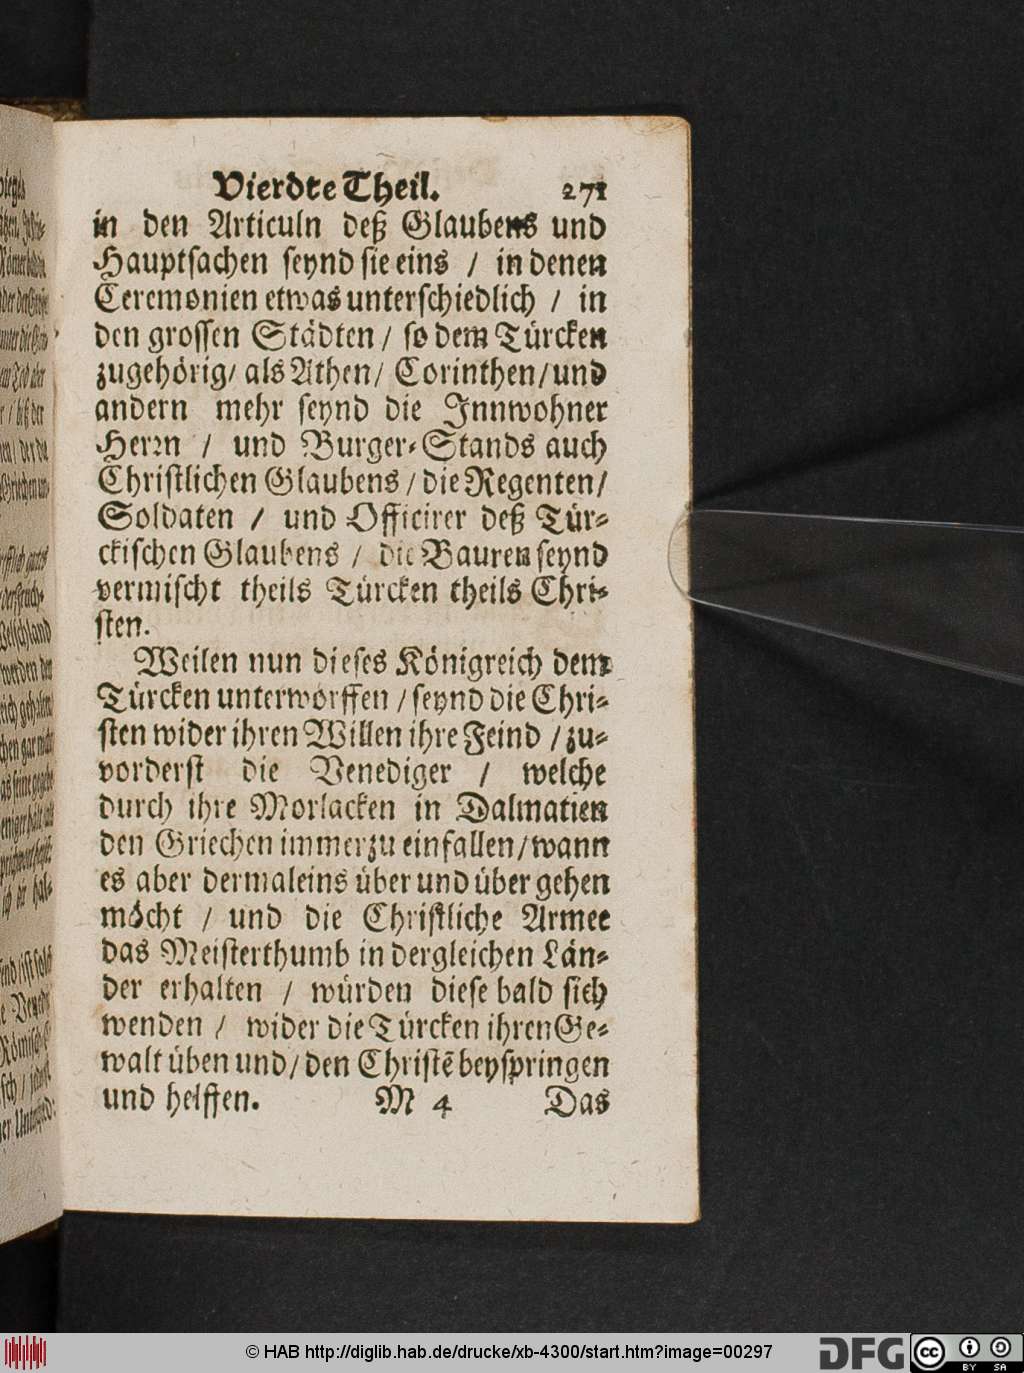 Vierdte Theil. 271
in den Articuln deß Glaubens und
Hauptsachen seynd sie eins / in denen
Ceremonien etwas unterschiedlich / in
den grossen Städten / so dem Türcken
zugehörig / als Athen / Corinthen / und
andern mehr seynd die Innwohner
Herrn / und Burger-Stands auch
Christlichen Glaubens / die Regenten /
Soldaten / und Officirer deß Tür-
ckischen Glaubens / die Bauren seynd
vermischt theils Türcken theils Chri-
sten.
Weilen nun dieses Königreich dem
Türcken unterworffen / seynd die Chri-
sten wider ihren Willen ihre Feind / zu-
vorderst die Venediger / welche
durch ihre Morlacken in Dalmatien
den Griechen immerzu einfallen / wann
es aber dermaleins über und über gehen
möcht / und die Christliche Armee
das Meisterthumb in dergleichen Län-
der erhalten / würden diese bald sich
wenden / wider die Türcken ihren Ge-
walt üben und / den Christē beyspringen
und helffen. M 4 Das
© HAB http://diglib.hab.de/drucke/xb-4300/start.htm?image=00297
DFG
cc BY SA